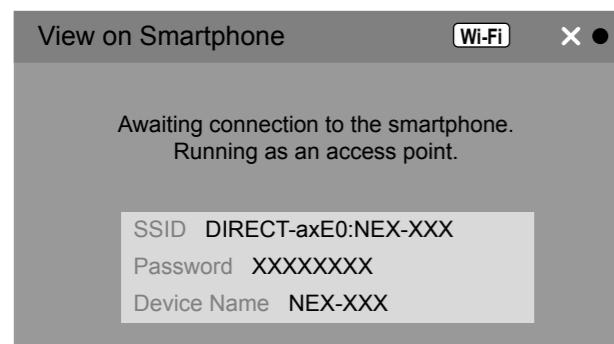 View on Smartphone Wi-Fi
Awaiting connection to the smartphone.
Running as an access point.
SSID DIRECT-axE0:NEX-XXX
Password XXXXXXXX
Device Name NEX-XXX